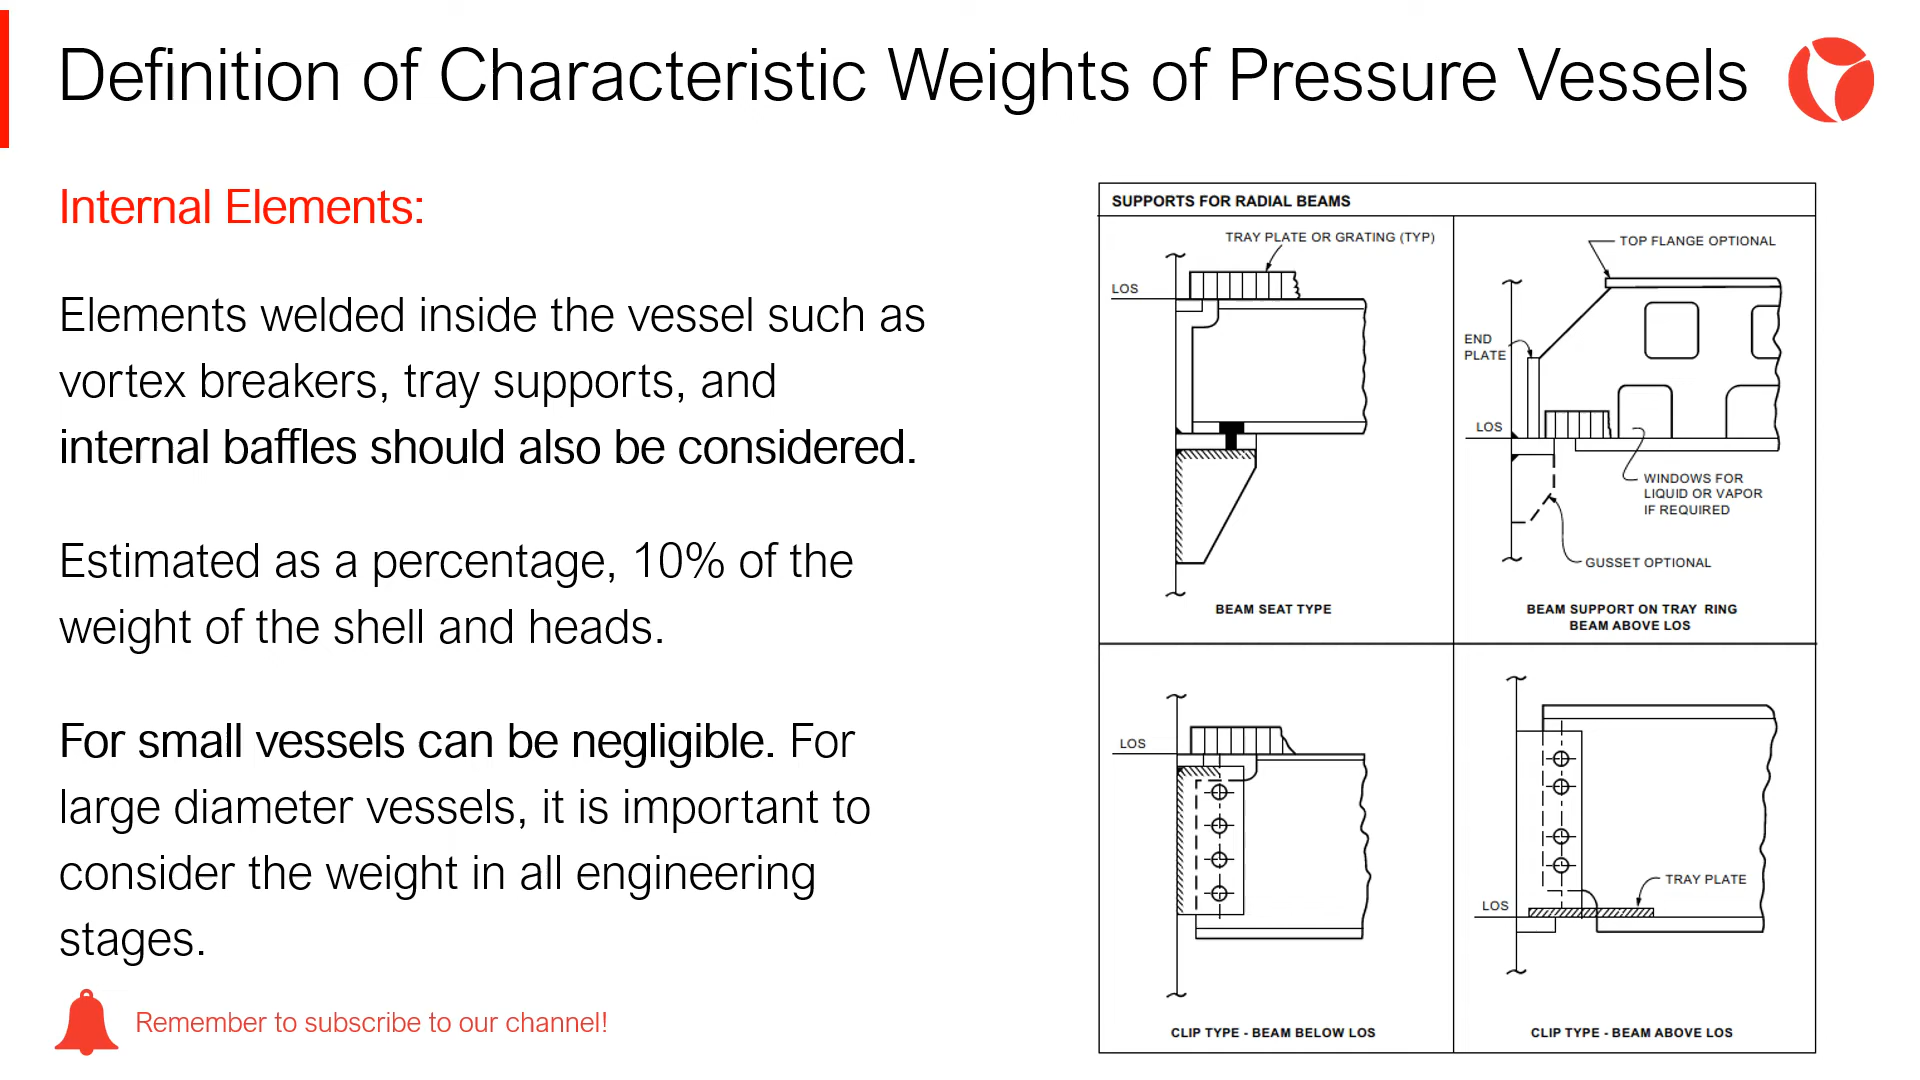 Definition of Characteristic Weights of Pressure Vessels
Internal Elements:
Elements welded inside the vessel such as
vortex breakers, tray supports, and
internal baffles should also be considered.
Estimated as a percentage, 10% of the
weight of the shell and heads.
For small vessels can be negligible. For
large diameter vessels, it is important to
consider the weight in all engineering
stages.
Remember to subscribe to our channel!
SUPPORTS FOR RADIAL BEAMS
TRAY PLATE OR GRATING (TYP)
LOS
BEAM SEAT TYPE
TOP FLANGE OPTIONAL
END
PLATE
LOS
WINDOWS FOR
LIQUID OR VAPOR
IF REQUIRED
GUSSET OPTIONAL
BEAM SUPPORT ON TRAY RING
BEAM ABOVE LOS
LOS
CLIP TYPE - BEAM BELOW LOS
TRAY PLATE
LOS
CLIP TYPE - BEAM ABOVE LOS